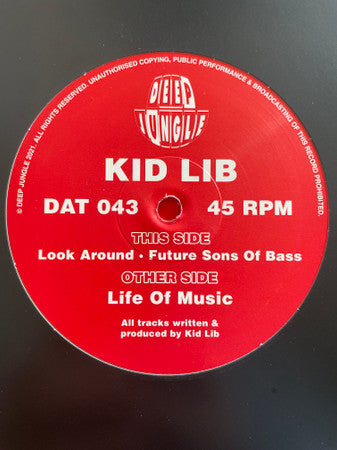 © DEEP JUNGLE 2021. ALL RIGHTS RESERVED. UNAUTHORISED COPYING, PUBLIC PERFORMANCE & BROADCASTING OF THIS RECORD PROHIBITED.
DEEP
JUNGLE
KID LIB
DAT 043 45 RPM
THIS SIDE
Look Around • Future Sons Of Bass
OTHER SIDE
Life Of Music
All tracks written &
produced by Kid Lib